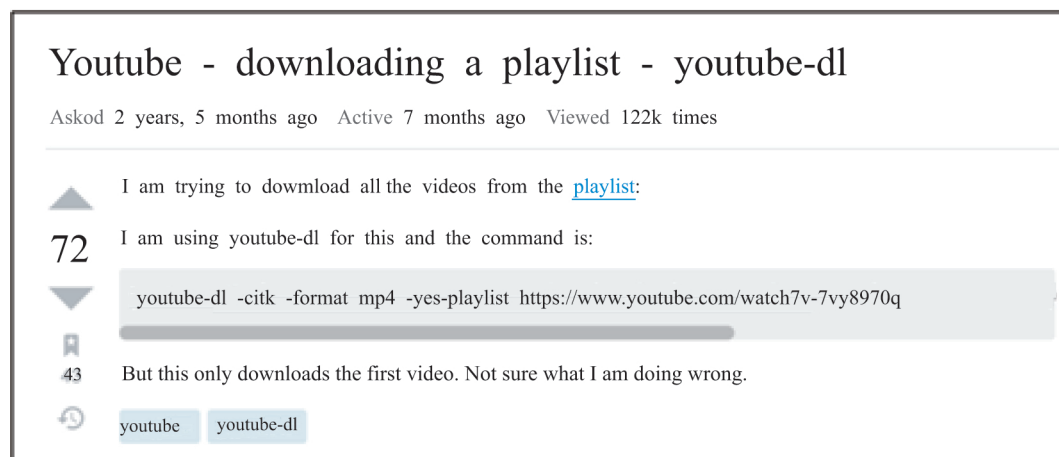 Youtube - downloading a playlist - youtube-dl
Askod 2 years, 5 months ago Active 7 months ago Viewed 122k times
I am trying to dowmload all the videos from the playlist:
72
I am using youtube-dl for this and the command is:
youtube-dl -citk -format mp4 -yes-playlist https://www.youtube.com/watch7v-7vy8970q
43
But this only downloads the first video. Not sure what I am doing wrong.
youtube youtube-dl